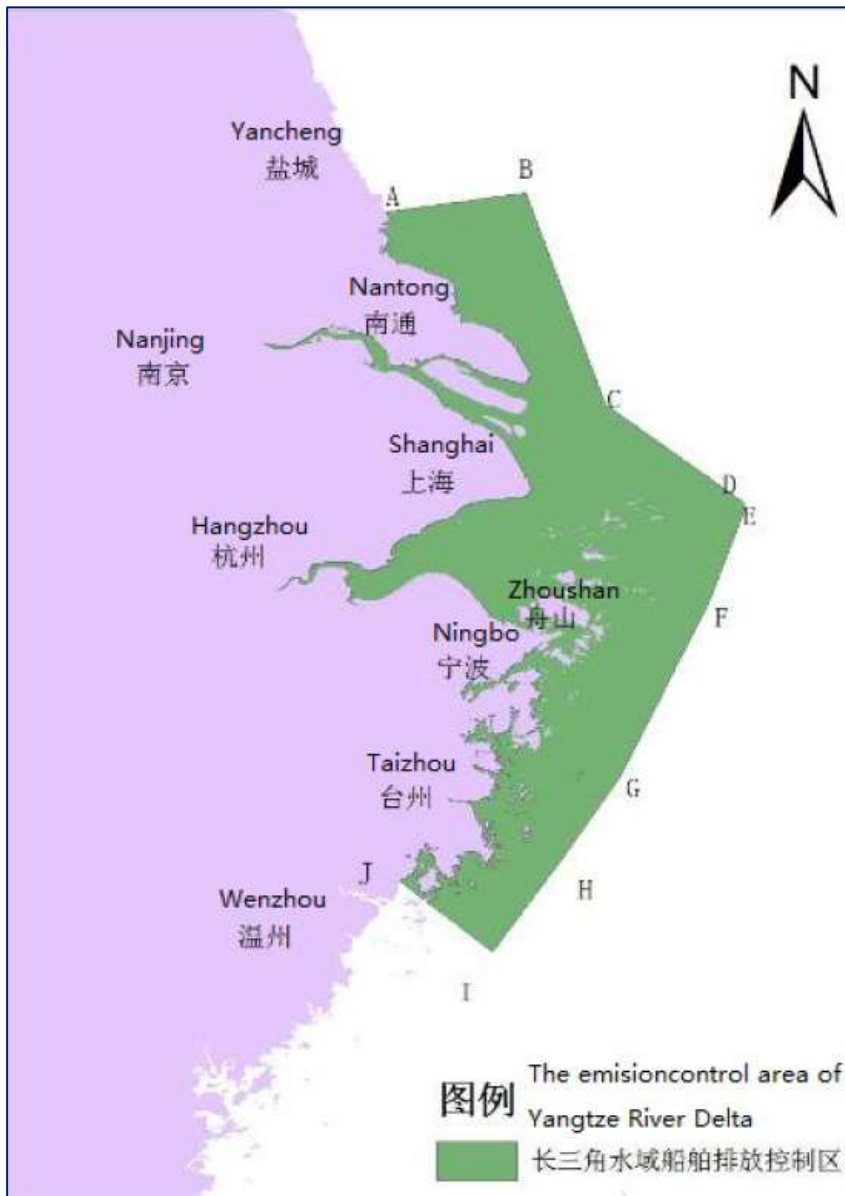 N
Yancheng
盐城
B
A
Nantong
南通
Nanjing
南京
C
Shanghai
上海
D
E
Hangzhou
杭州
Zhoushan
舟山
F
Ningbo
宁波
Taizhou
台州
G
J
H
Wenzhou
温州
I
图例
The emisioncontrol area of
Yangtze River Delta
长三角水域船舶排放控制区